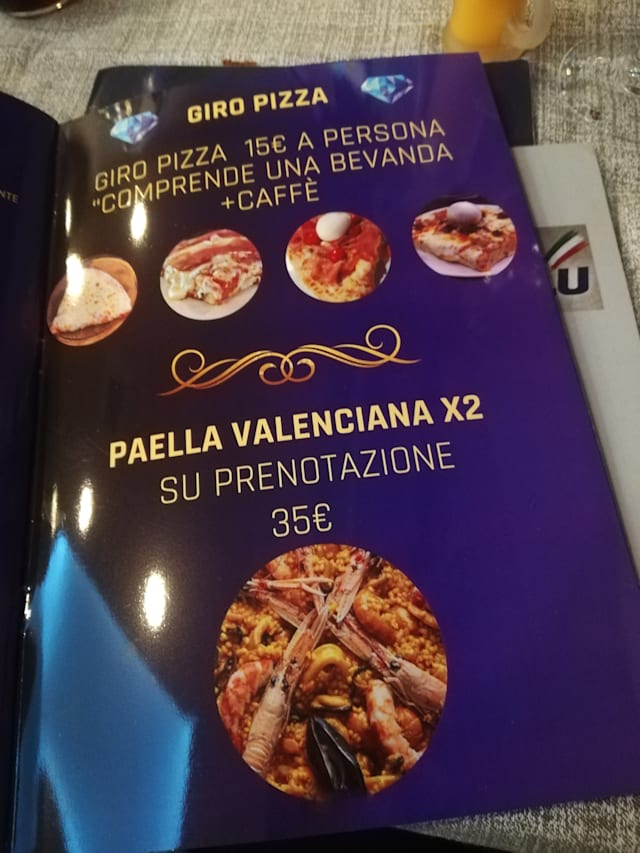 GIRO PIZZA
GIRO PIZZA 15€ A PERSONA
"COMPRENDE UNA BEVANDA
+CAFFÈ
PAELLA VALENCIANA X2
SU PRENOTAZIONE
35€